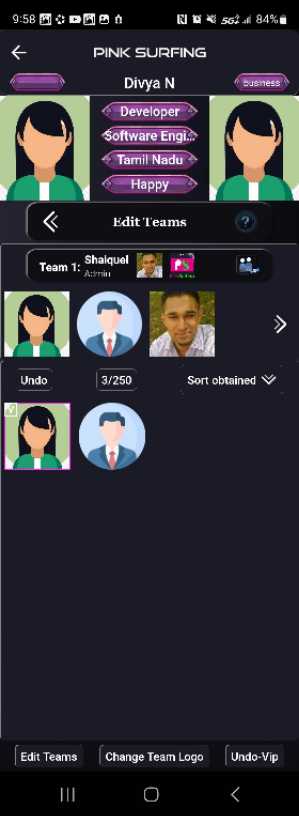 9:58 84%
PINK SURFING
Divya N
business
Developer
Software Engi...
Tamil Nadu
Happy
Edit Teams
?
Team 1: Shaiquel
Admin
Undo
3/250
Sort obtained
Edit Teams
Change Team Logo
Undo-Vip